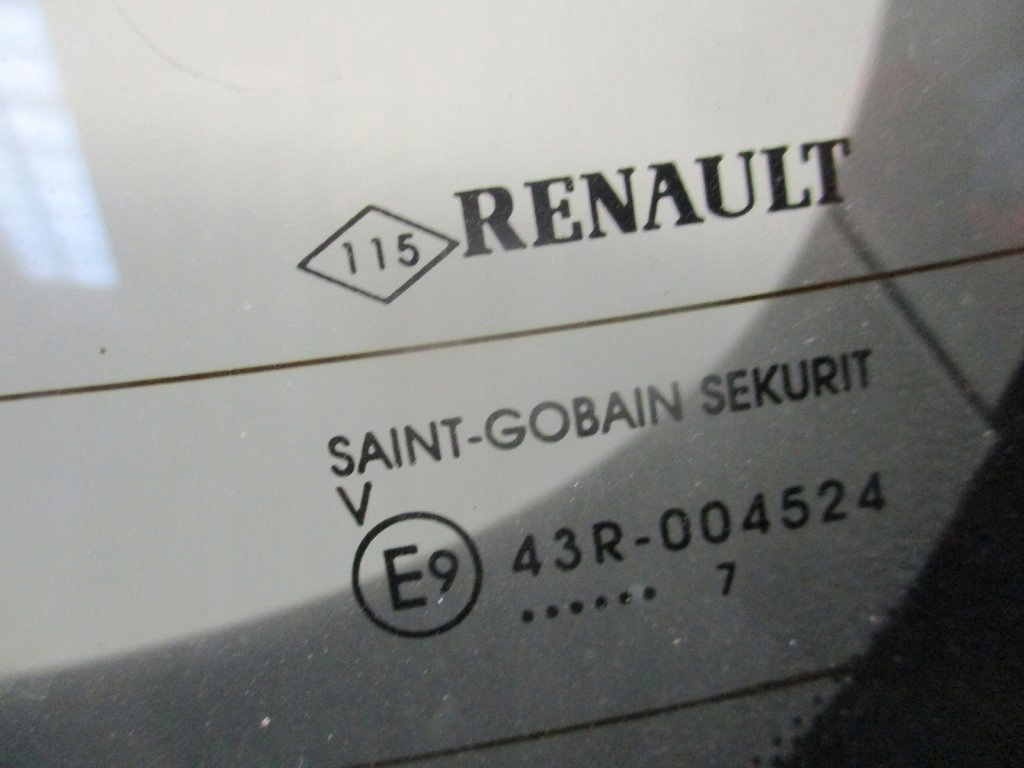 115 RENAULT
SAINT-GOBAIN SEKURIT
V
E9 43R-004524
...... 7